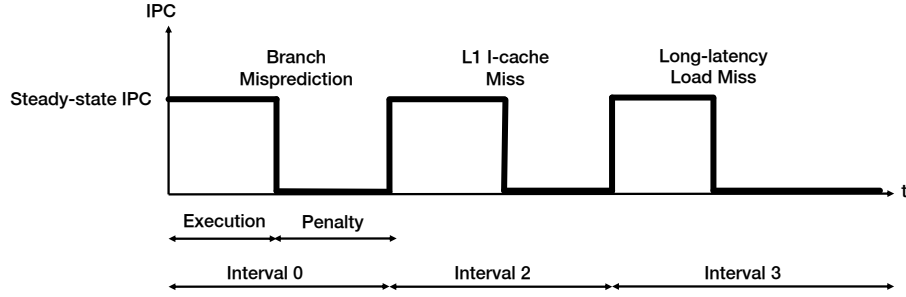 IPC
Branch
Misprediction
L1 I-cache
Miss
Long-latency
Load Miss
Steady-state IPC
t
Execution
Penalty
Interval 0
Interval 2
Interval 3